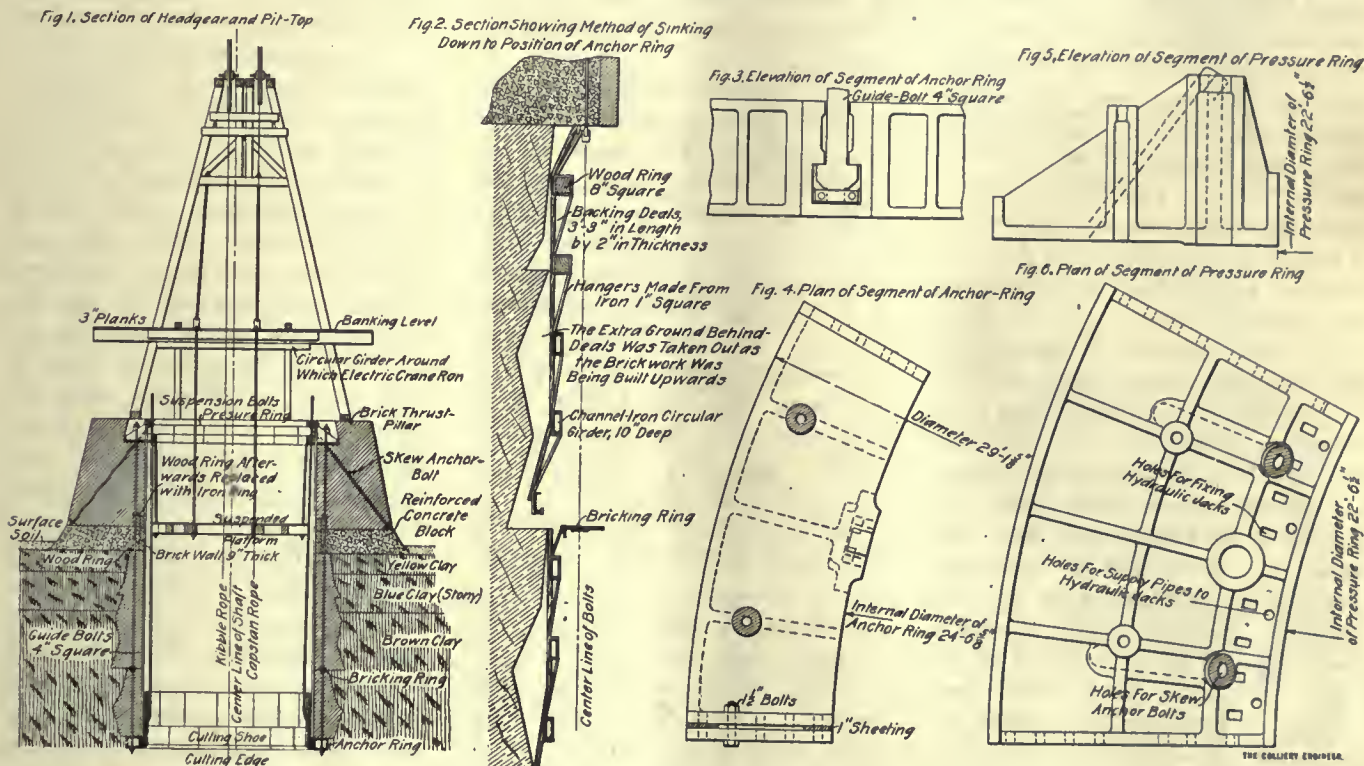 Fig 1. Section of Headgear and Pit-Top
3" Planks
Banking Level
Circular Girder Around
Which Electric Crane Ran
Suspension Bolts
Presure Ring
Brick Thrust-
Pillar
Wood Ring After-
wards Replaced
with Iron Ring
Skew Anchor-
Bolt
Reinforced
Concrete
Block
Surface
Soil
Suspended
Platform
Brick Wall 9" Thick
Wood Ring
Yellow Clay
Blue Clay (Stony)
Brown Clay
Guide Bolts
4" Square
Kibble Rope
Center Line of Shaft
Capstan Rope
Bricking Ring
Cutting Shoe
Anchor Ring
Cutting Edge
Fig. 2. Section Showing Method of Sinking
Down to Position of Anchor Ring
Wood Ring
8" Square
Backing Deals,
3'-3" in Length
by 2" in Thickness
Hangers Made From
Iron 1" Square
The Extra Ground Behind-
Deals Was Taken Out as
the Brickwork Was
Being Built Upwards
Channel-Iron Circular
Girder, 10" Deep
Bricking Ring
Center Line of Bolts
Fig. 3. Elevation of Segment of Anchor Ring
Guide-Bolt 4" Square
Fig. 4. Plan of Segment of Anchor-Ring
Internal Diameter of
1½" Bolts
1" Sheeting
Fig 5, Elevation of Segment of Pressure Ring
Internal Diameter of
Pressure Ring 22'-6½"
Fig. 6. Plan of Segment of Pressure Ring
Holes For Fixing
Hydraulic Jacks
Holes For Supply Pipes to
Hydraulic Jacks
Holes For Skew
Anchor Bolts
Internal Diameter
of Pressure Ring 22'-6½"
THE COLLIERY ENGINEER